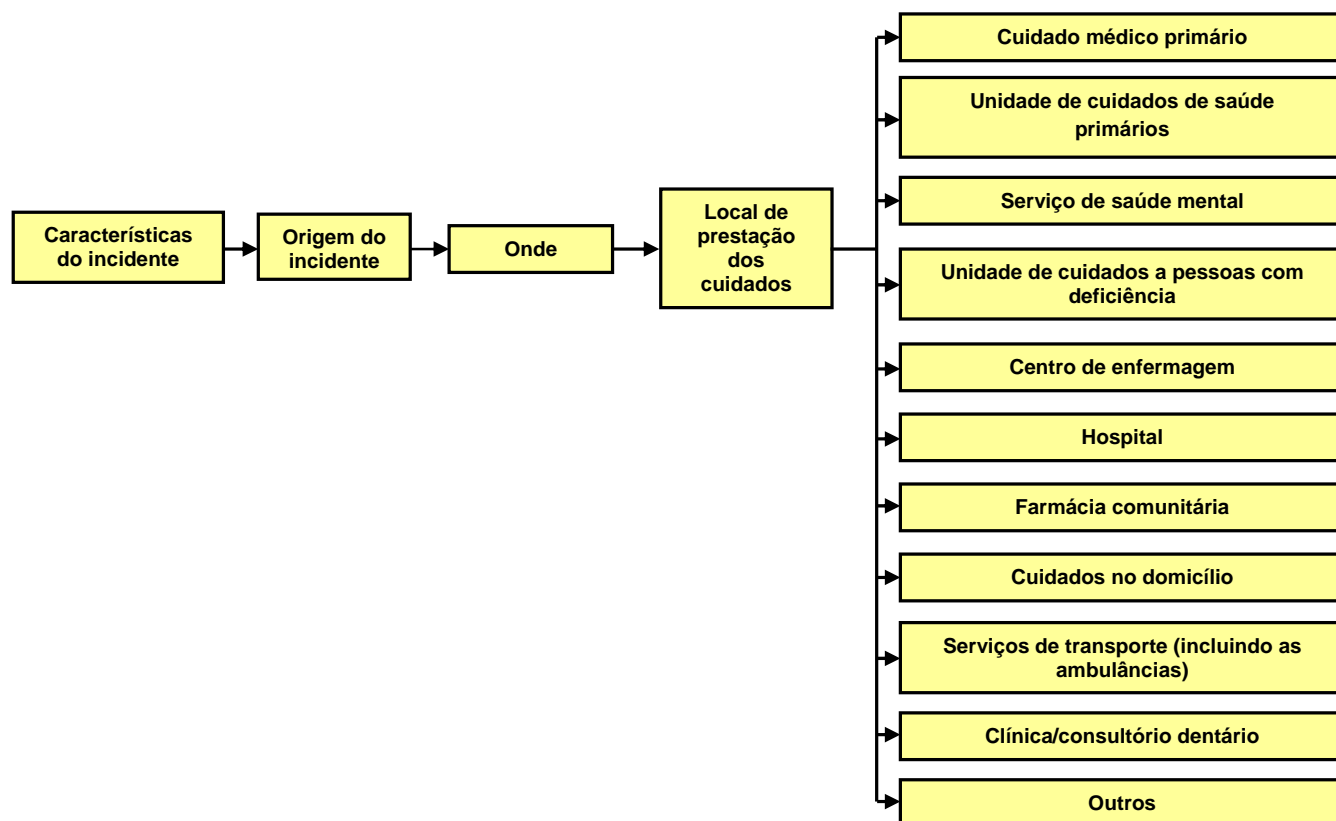 Características
do incidente
Origem do
incidente
Onde
Local de
prestação
dos
cuidados
Cuidado médico primário
Unidade de cuidados de saúde
primários
Serviço de saúde mental
Unidade de cuidados a pessoas com
deficiência
Centro de enfermagem
Hospital
Farmácia comunitária
Cuidados no domicílio
Serviços de transporte (incluindo as
ambulâncias)
Clínica/consultório dentário
Outros